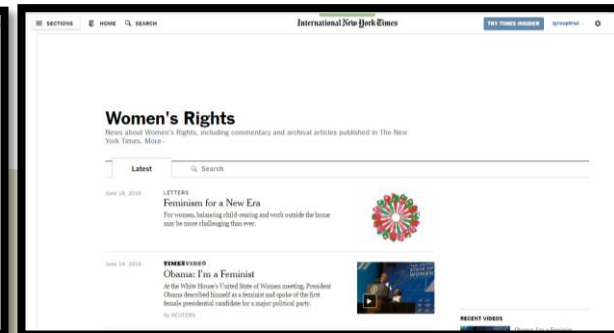 SECTIONS HOME SEARCH International New York Times TRY TIMES INSIDER
Women's Rights
News about Women's Rights, including commentary and archival articles published in The New
York Times. More
Latest Search
LETTERS
Feminism for a New Era
For women, balancing child-rearing and work outside the home
may be more challenging than ever.
June 14, 2016 TIMESVIDEO
Obama: I'm a Feminist
At the White House's United State of Women meeting, President
Obama described himself as a feminist and spoke of the first
female presidential candidate for a major political party.
By REUTERS
RECENT VIDEOS
Obama: I'm a Feminist